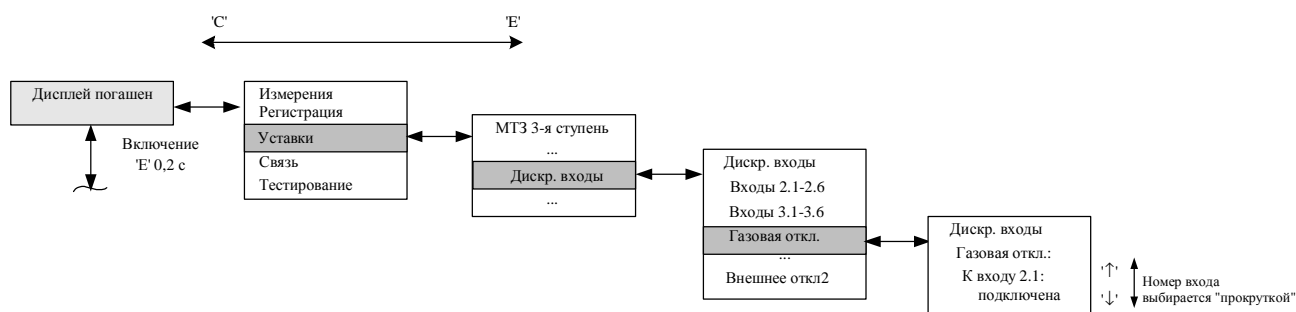 'С'
'Е'
Дисплей погашен
Включение
'Е' 0,2 с
Измерения
Регистрация
Уставки
Связь
Тестирование
МТЗ 3-я ступень
...
Дискр. входы
...
Дискр. входы
Входы 2.1-2.6
Входы 3.1-3.6
Газовая откл.
...
Внешнее откл2
Дискр. входы
Газовая откл.:
К входу 2.1:
подключена
'↑'
'↓'
Номер входа
выбирается "прокруткой"